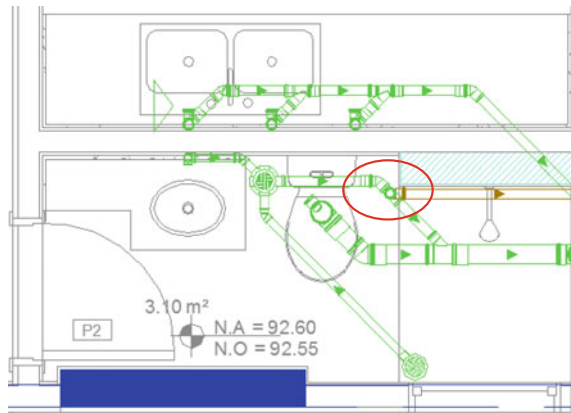 3.10 m²
P2
N.A = 92.60
N.O = 92.55